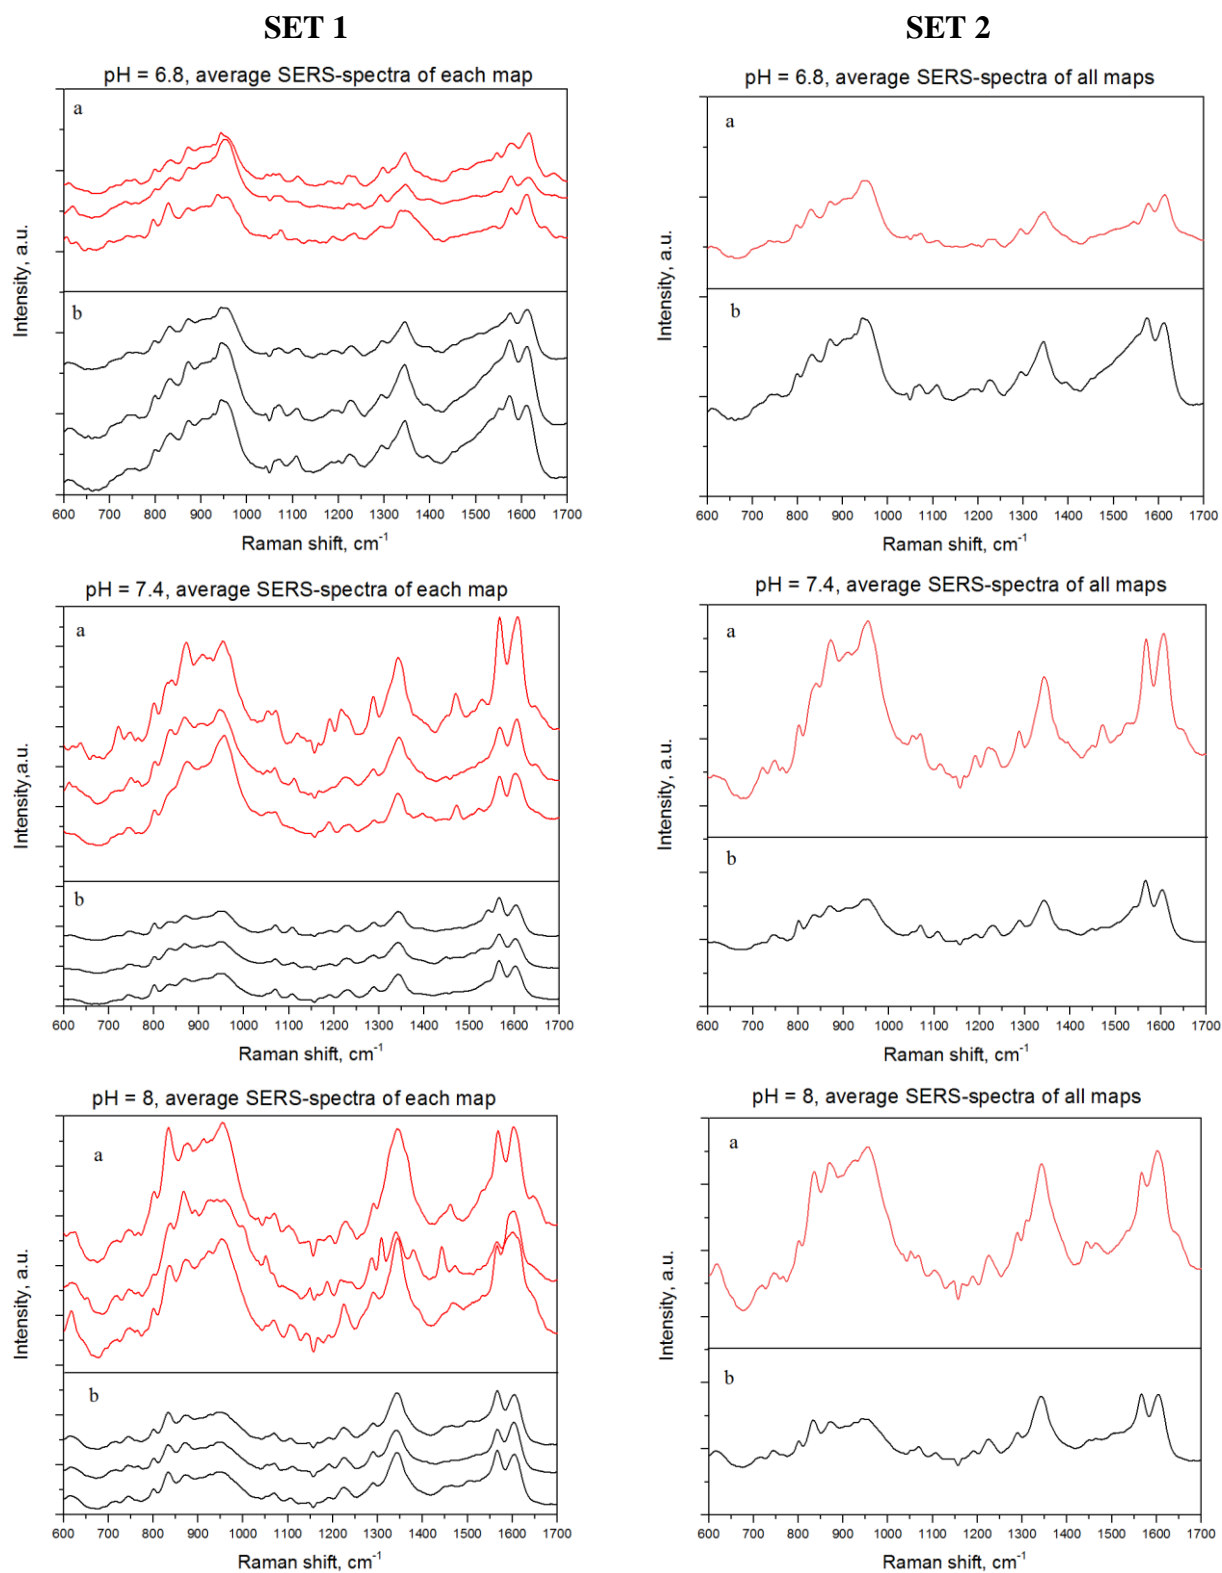 SET 1
SET 2
pH = 6.8, average SERS-spectra of each map
a
b
Intensity, a.u.
600 700 800 900 1000 1100 1200 1300 1400 1500 1600 1700
Raman shift, cm-1
pH = 6.8, average SERS-spectra of all maps
a
b
Intensity, a.u.
600 700 800 900 1000 1100 1200 1300 1400 1500 1600 1700
Raman shift, cm-1
pH = 7.4, average SERS-spectra of each map
a
b
Intensity,a.u.
600 700 800 900 1000 1100 1200 1300 1400 1500 1600 1700
Raman shift, cm-1
pH = 7.4, average SERS-spectra of all maps
a
b
Intensity, a.u.
600 700 800 900 1000 1100 1200 1300 1400 1500 1600 1700
Raman shift, cm-1
pH = 8, average SERS-spectra of each map
a
b
Intensity, a.u.
600 700 800 900 1000 1100 1200 1300 1400 1500 1600 1700
Raman shift, cm-1
pH = 8, average SERS-spectra of all maps
a
b
Intensity, a.u.
600 700 800 900 1000 1100 1200 1300 1400 1500 1600 1700
Raman shift, cm-1